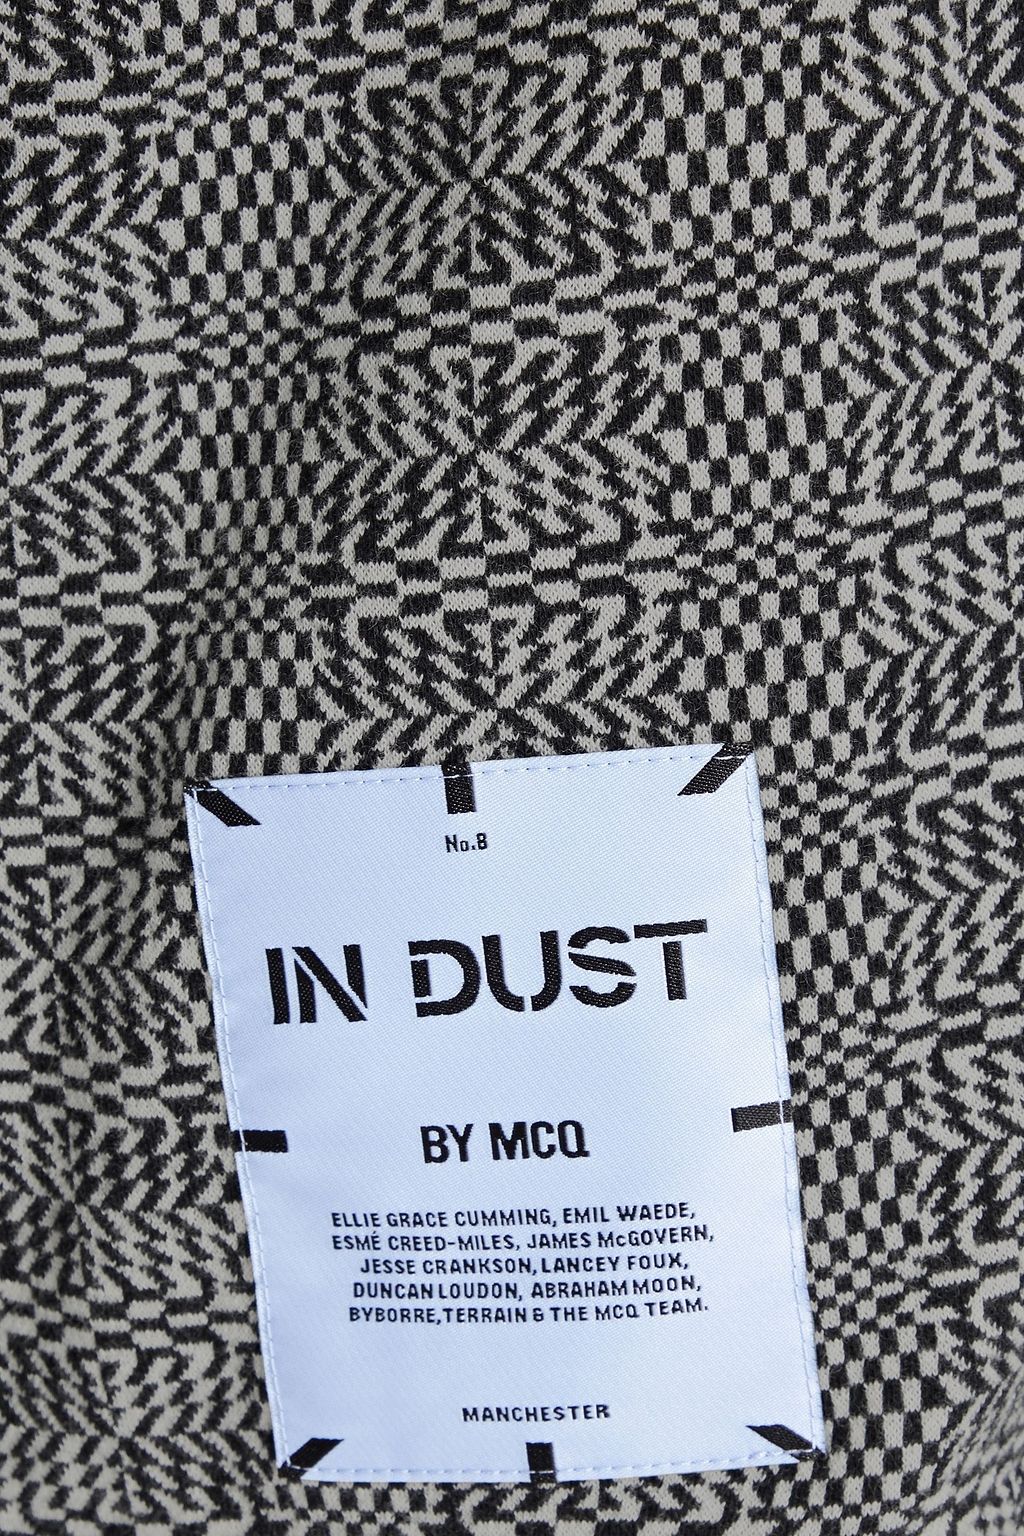 No.8
IN DUST
BY MCQ
ELLIE GRACE CUMMING, EMIL WAEDE,
ESMÉ CREED-MILES, JAMES McGOVERN,
JESSE CRANKSON, LANCEY FOUX,
DUNCAN LOUDON, ABRAHAM MOON,
BYBORRE, TERRAIN & THE MCQ TEAM.
MANCHESTER